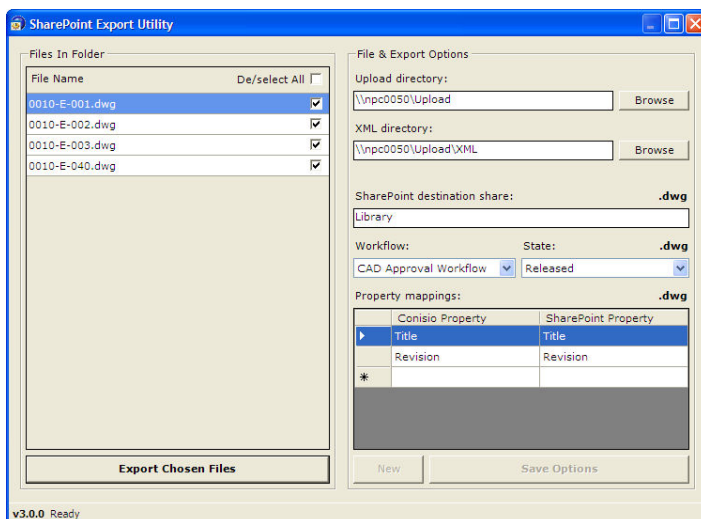 SharePoint Export Utility
Files In Folder
File Name De/select All
0010-E-001.dwg
0010-E-002.dwg
0010-E-003.dwg
0010-E-040.dwg
Export Chosen Files
File & Export Options
Upload directory:
\\npc0050\Upload Browse
XML directory:
\\npc0050\Upload\XML Browse
SharePoint destination share: .dwg
Library
Workflow: State: .dwg
CAD Approval Workflow Released
Property mappings: .dwg
Conisio Property SharePoint Property
Title Title
Revision Revision
New Save Options
v3.0.0 Ready